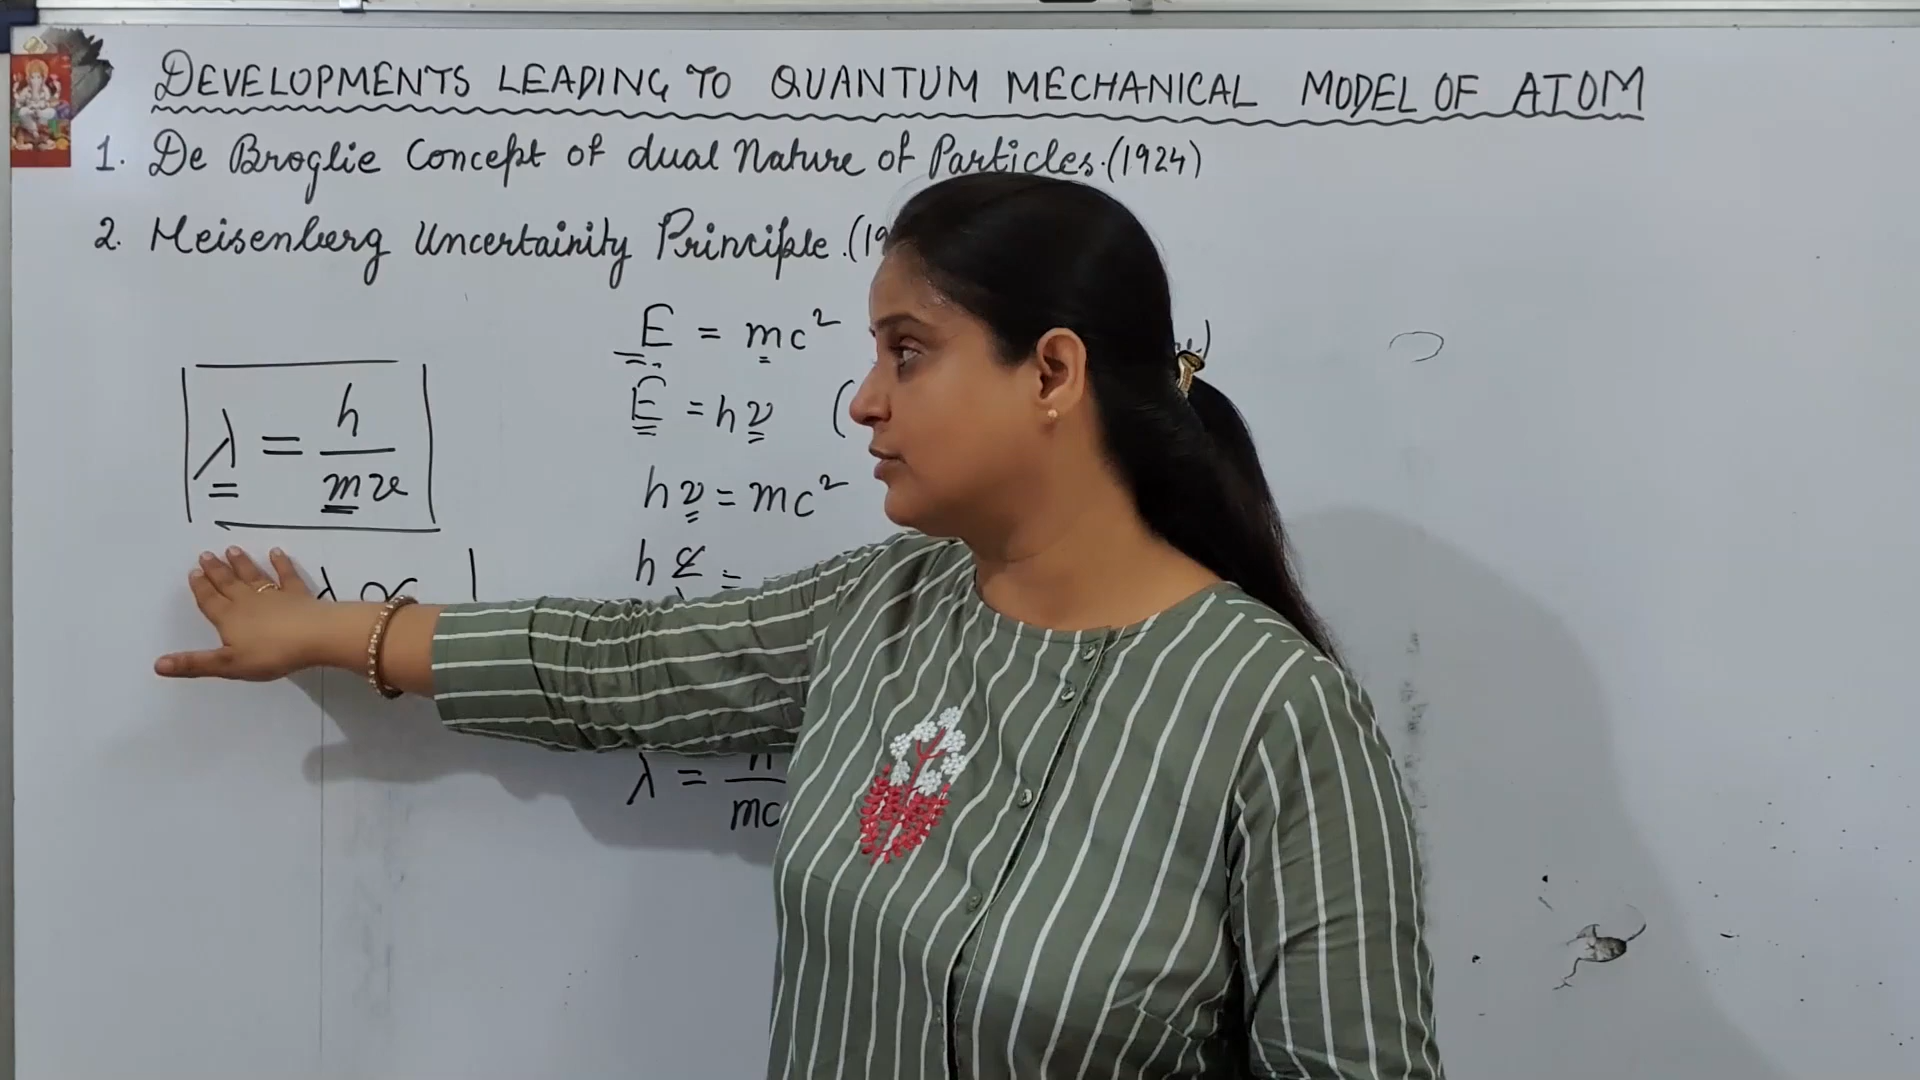 DEVELOPMENTS LEADING TO QUANTUM MECHANICAL MODEL OF ATOM
1. De Broglie Concept of dual Nature of Particles. (1924)
2. Heisenberg Uncertainity Principle. (19
λ = h / mv
λ ∝ 1
E = mc²
E = hν (
hν = mc²
h c =
λ = h / mc